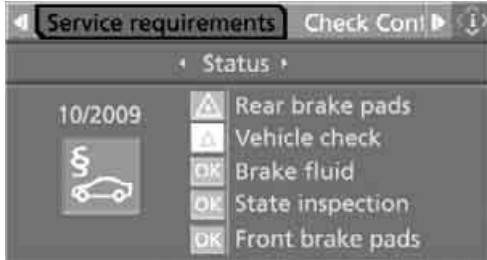 Service requirements Check Cont
Status
10/2009
Rear brake pads
Vehicle check
§
OK Brake fluid
OK State inspection
OK Front brake pads